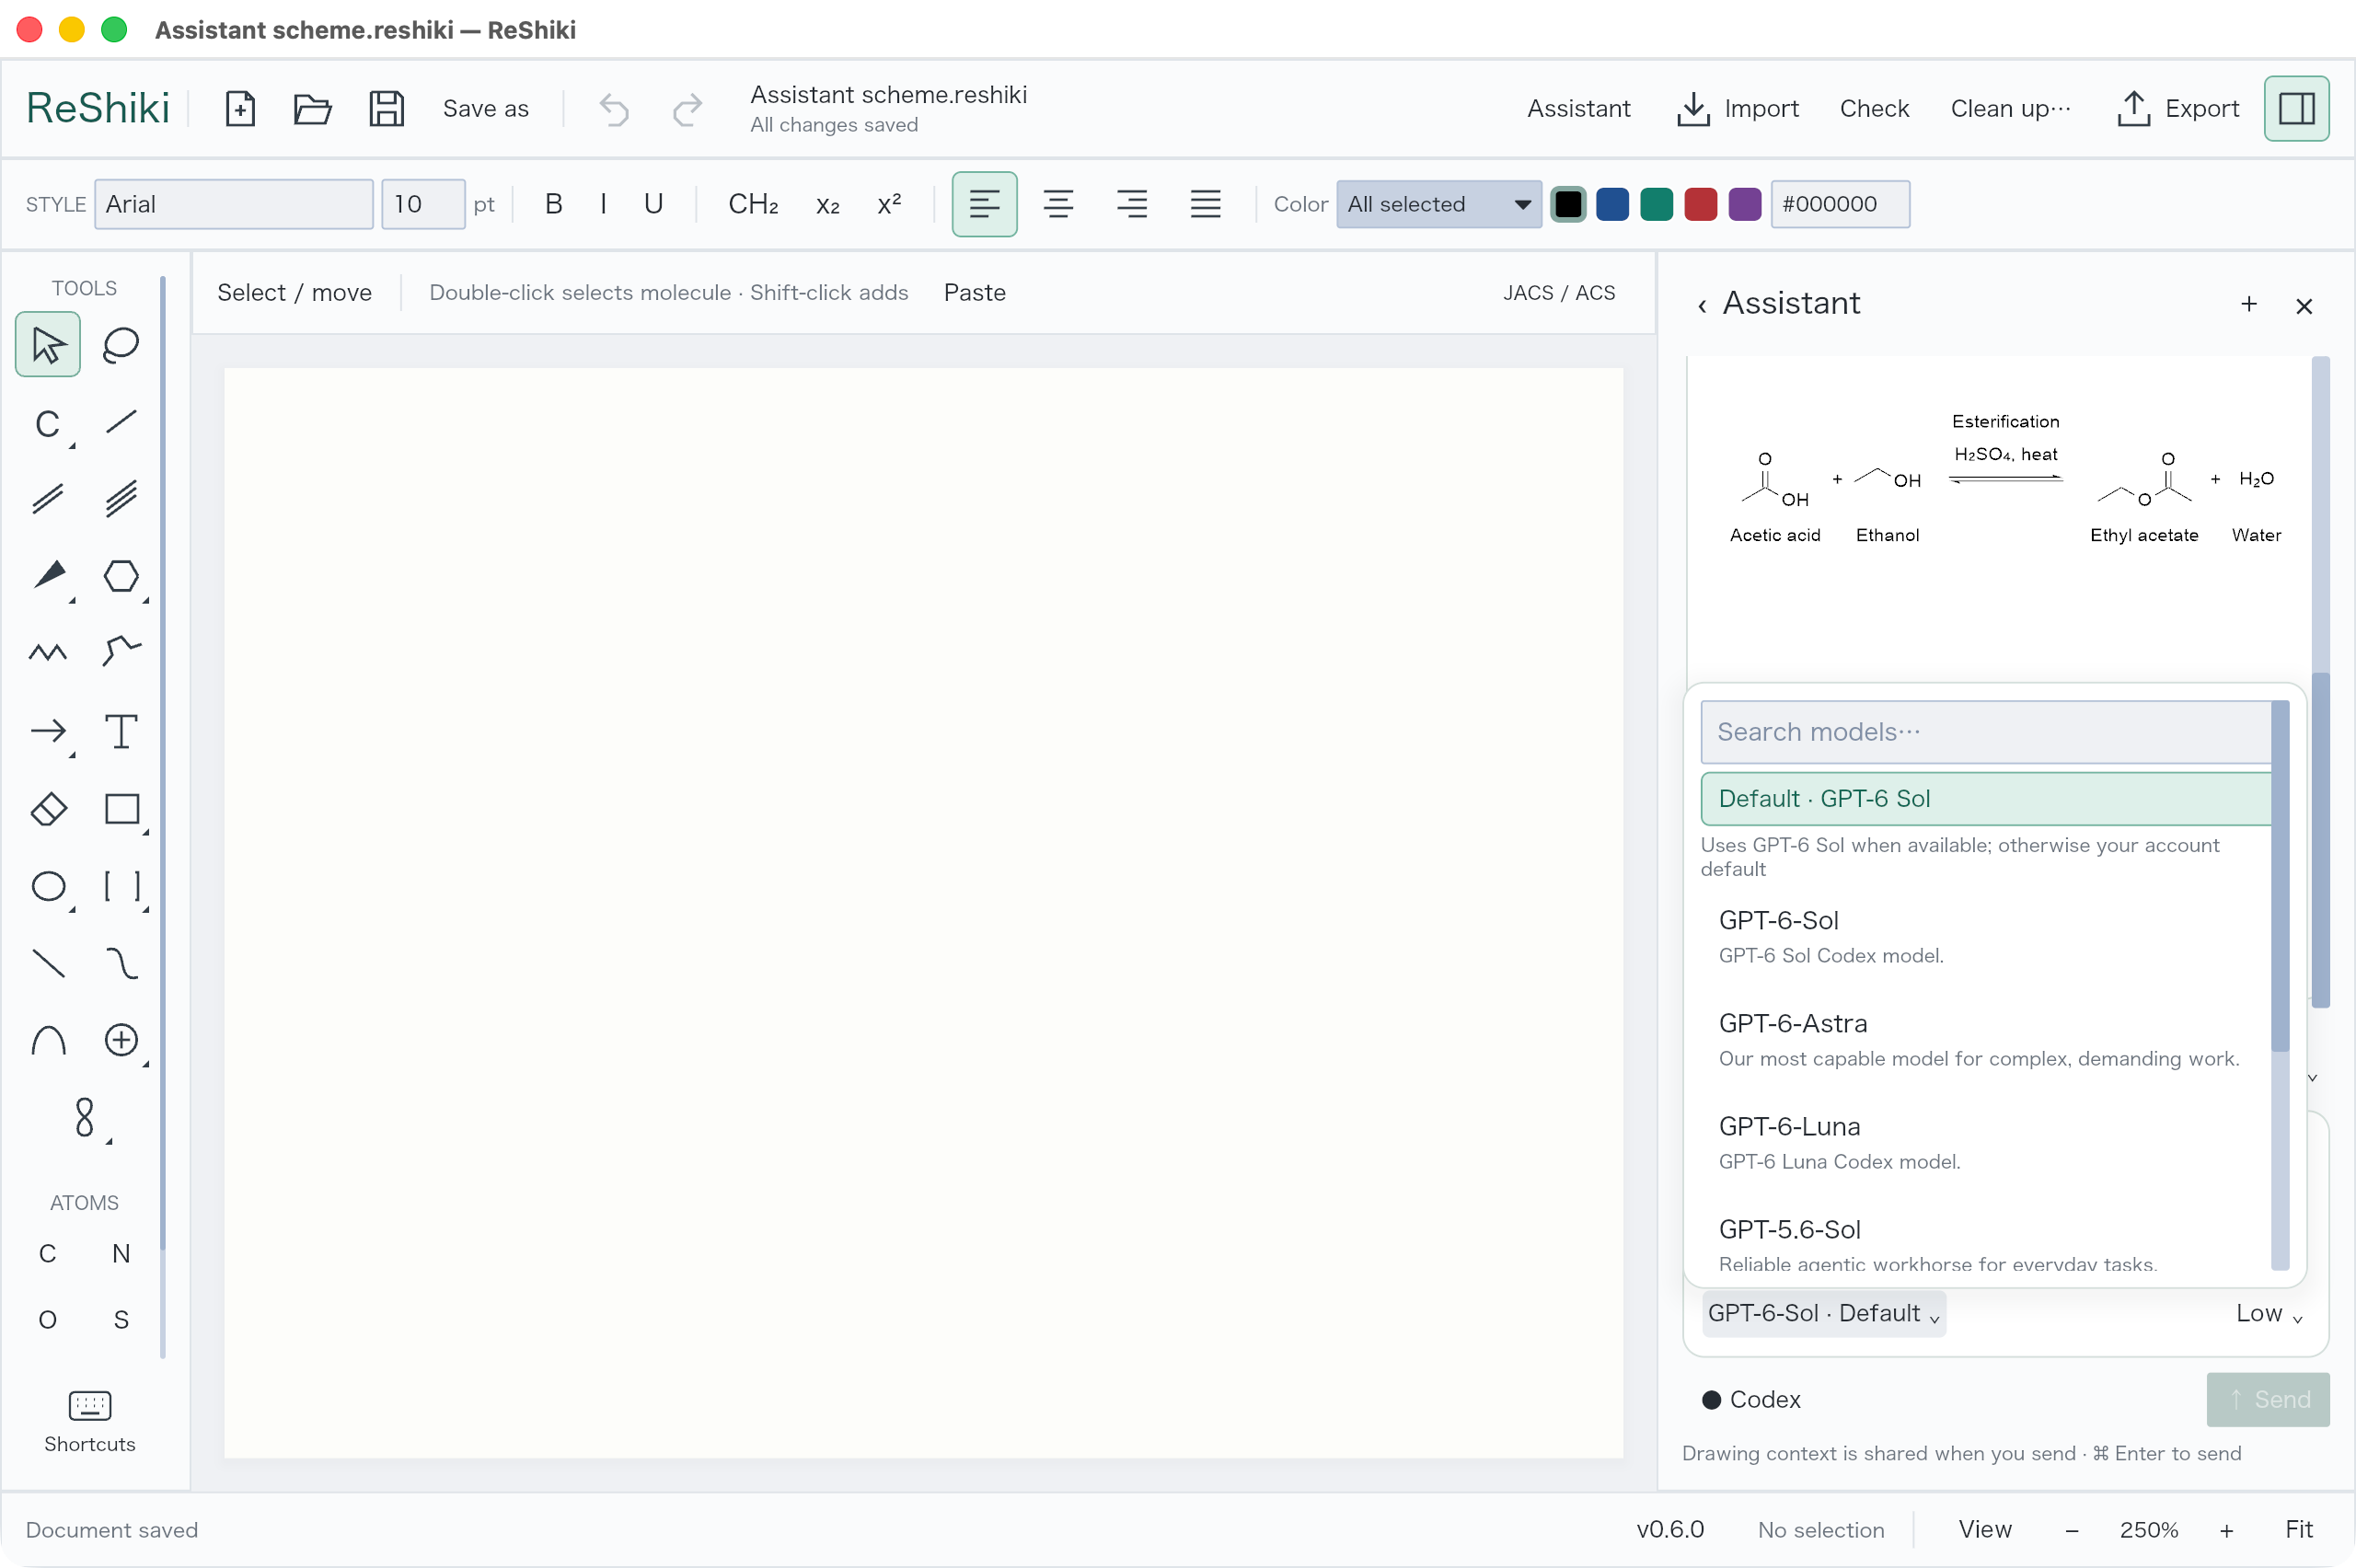 Assistant scheme.reshiki — ReShiki
ReShiki
Save as
Assistant scheme.reshiki
All changes saved
Assistant
Import
Check
Clean up···
Export
STYLE
Arial
10
pt
B
I
U
CH₂
x₂
x²
Color
All selected
#000000
TOOLS
C
T
[ ]
ATOMS
C N
O S
Shortcuts
Select / move
Double-click selects molecule · Shift-click adds
Paste
JACS / ACS
‹ Assistant
+ ×
Esterification
H₂SO₄, heat
O
OH
+
OH
O
O
+
H₂O
Acetic acid
Ethanol
Ethyl acetate
Water
Search models···
Default · GPT-6 Sol
Uses GPT-6 Sol when available; otherwise your account
default
GPT-6-Sol
GPT-6 Sol Codex model.
GPT-6-Astra
Our most capable model for complex, demanding work.
GPT-6-Luna
GPT-6 Luna Codex model.
GPT-5.6-Sol
Reliable agentic workhorse for everyday tasks.
GPT-6-Sol · Default
Low
Codex
↑ Send
Drawing context is shared when you send · ⌘ Enter to send
Document saved
v0.6.0
No selection
View
− 250% +
Fit